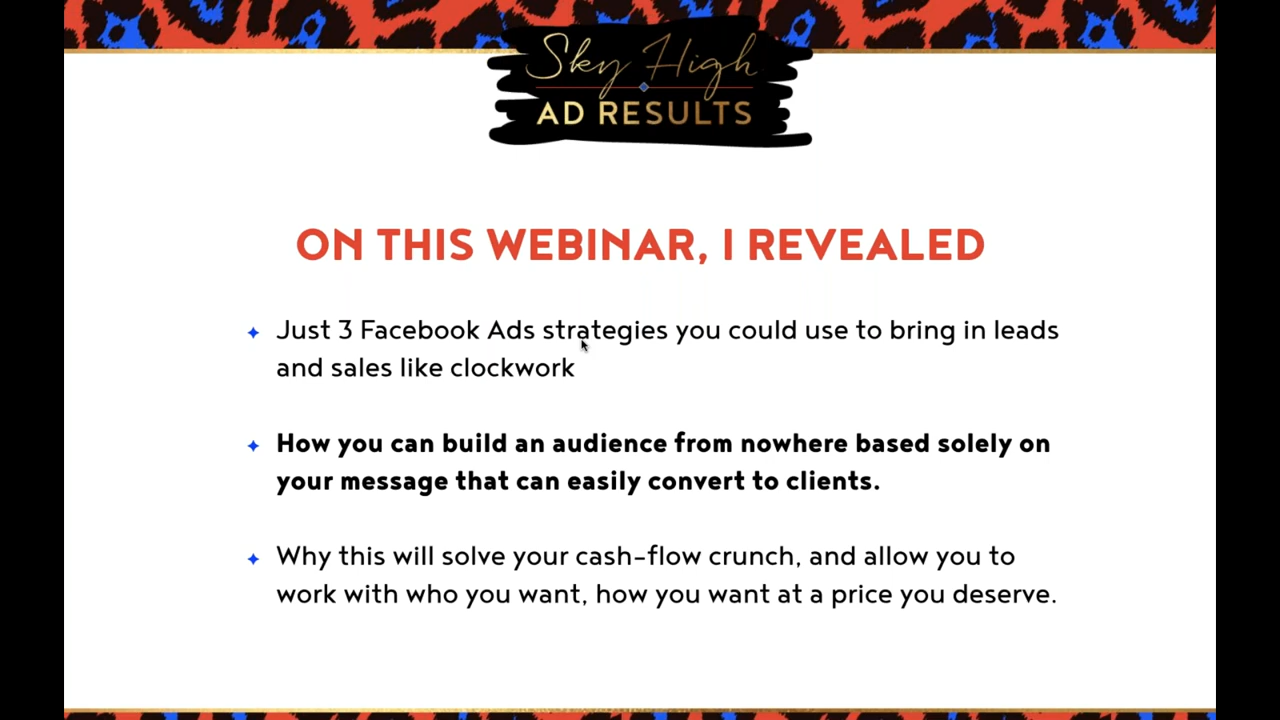 Sky High
AD RESULTS
ON THIS WEBINAR, I REVEALED
Just 3 Facebook Ads strategies you could use to bring in leads
and sales like clockwork
How you can build an audience from nowhere based solely on
your message that can easily convert to clients.
Why this will solve your cash-flow crunch, and allow you to
work with who you want, how you want at a price you deserve.